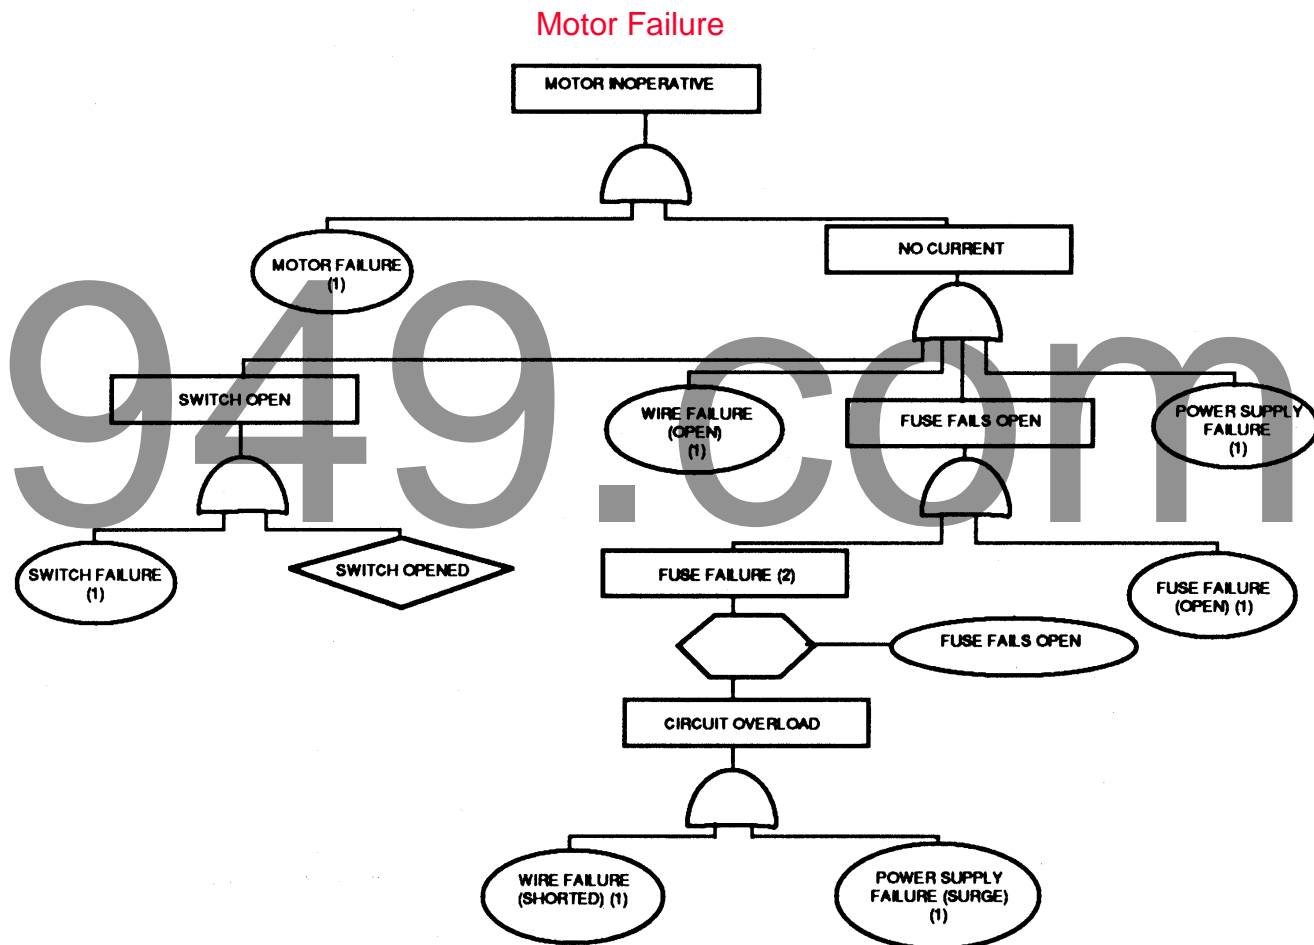 Motor Failure
MOTOR INOPERATIVE
NO CURRENT
MOTOR FAILURE
(1)
949.com
SWITCH OPEN
WIRE FAILURE
(OPEN)
(1)
FUSE FAILS OPEN
POWER SUPPLY
FAILURE
(1)
SWITCH FAILURE
(1)
SWITCH OPENED
FUSE FAILURE (2)
FUSE FAILURE
(OPEN) (1)
FUSE FAILS OPEN
CIRCUIT OVERLOAD
WIRE FAILURE
(SHORTED) (1)
POWER SUPPLY
FAILURE (SURGE)
(1)